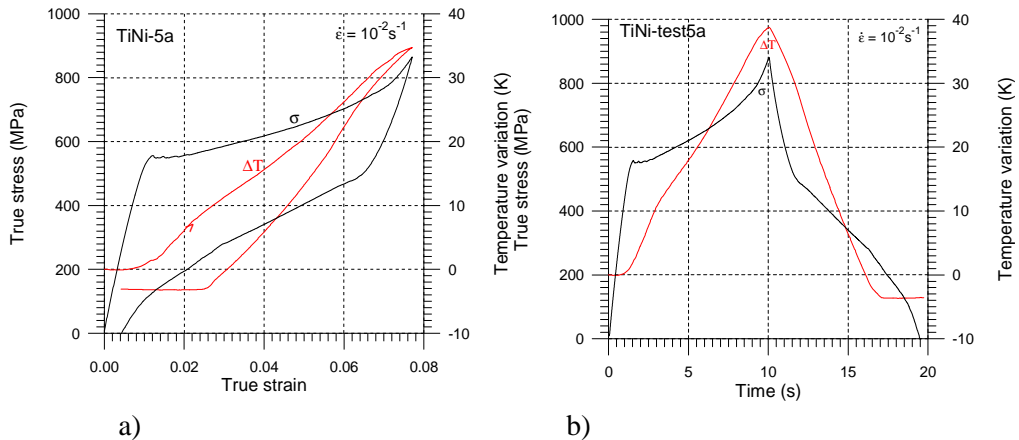 TiNi-5a
ε̇ = 10⁻²s⁻¹
σ
ΔT
1000
800
600
400
200
0
True stress (MPa)
40
30
20
10
0
-10
Temperature variation (K)
0.00
0.02
0.04
0.06
0.08
True strain
a)
TiNi-test5a
ε̇ = 10⁻²s⁻¹
ΔT
σ
1000
800
600
400
200
0
True stress (MPa)
40
30
20
10
0
-10
Temperature variation (K)
0
5
10
15
20
Time (s)
b)